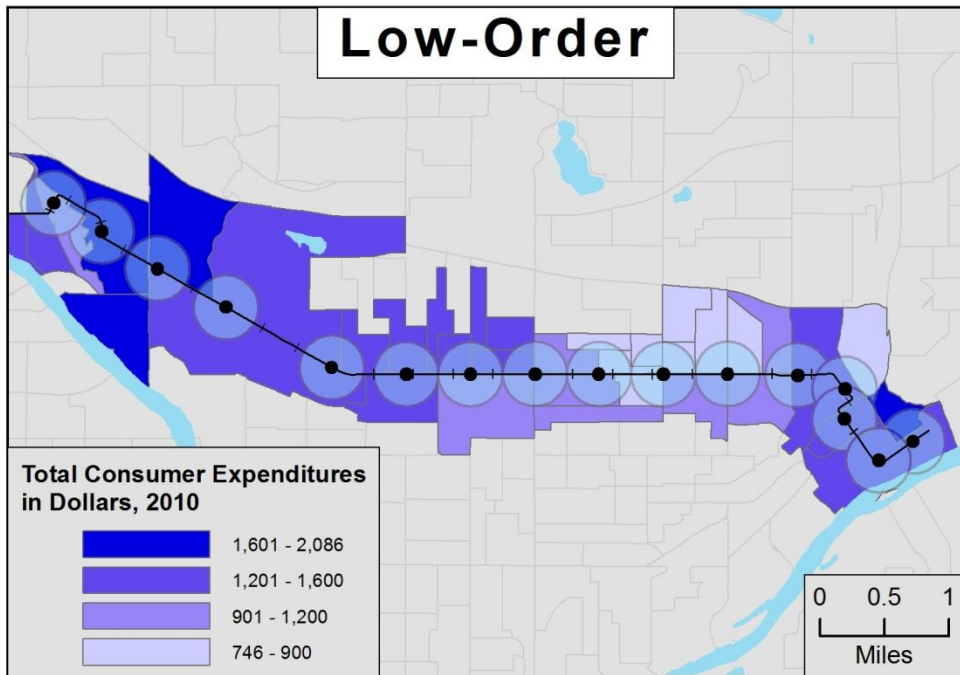 Low-Order
Total Consumer Expenditures
in Dollars, 2010
1,601 - 2,086
1,201 - 1,600
901 - 1,200
746 - 900
0 0.5 1
Miles